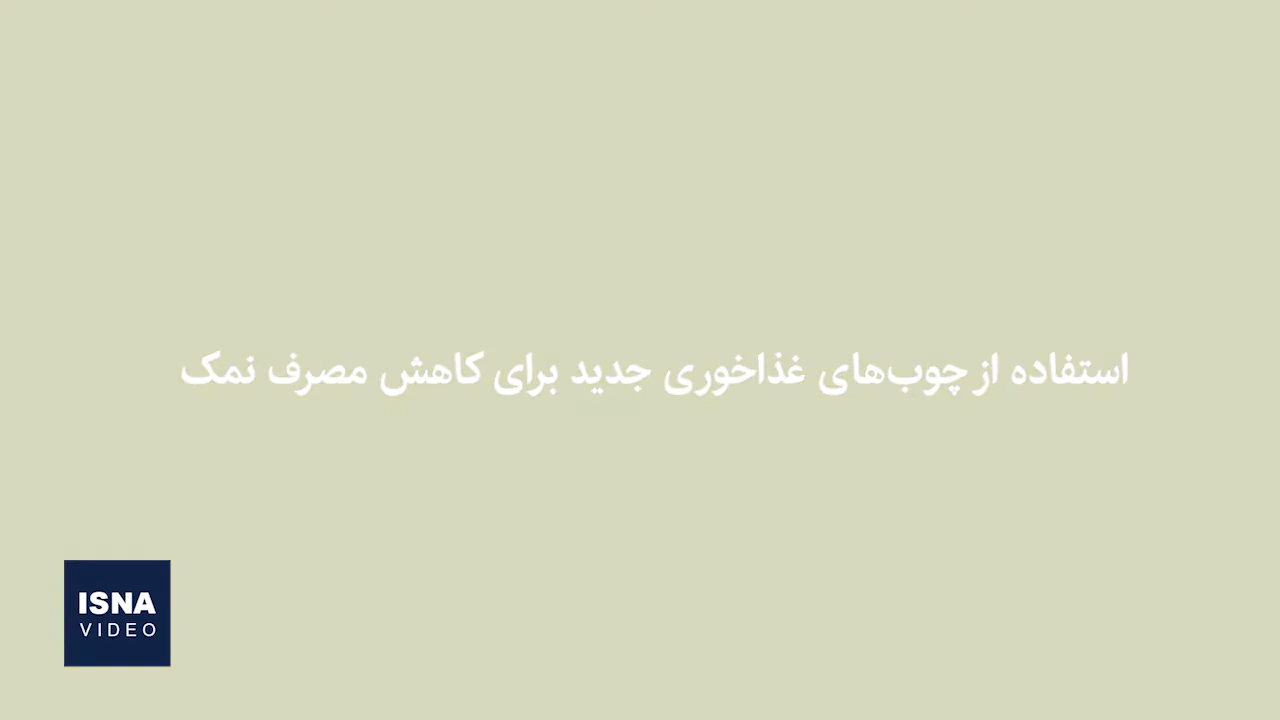 استفاده از چوب‌های غذاخوری جدید برای کاهش مصرف نمک
ISNA
VIDEO